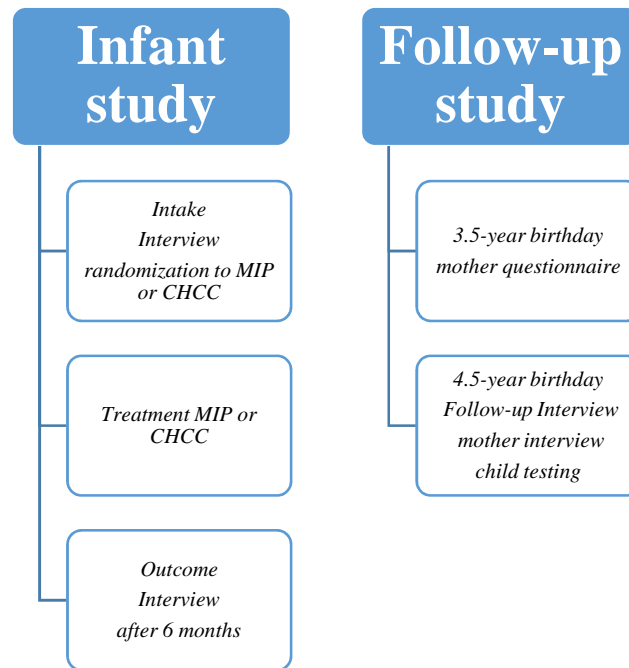 Infant
study
Intake
Interview
randomization to MIP
or CHCC
Treatment MIP or
CHCC
Outcome
Interview
after 6 months
Follow-up
study
3.5-year birthday
mother questionnaire
4.5-year birthday
Follow-up Interview
mother interview
child testing